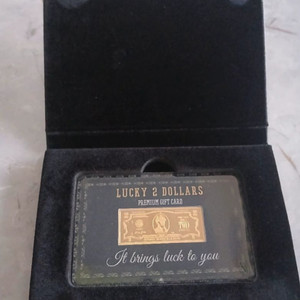 LUCKY 2 DOLLARS
PREMIUM GIFT CARD
It brings luck to you